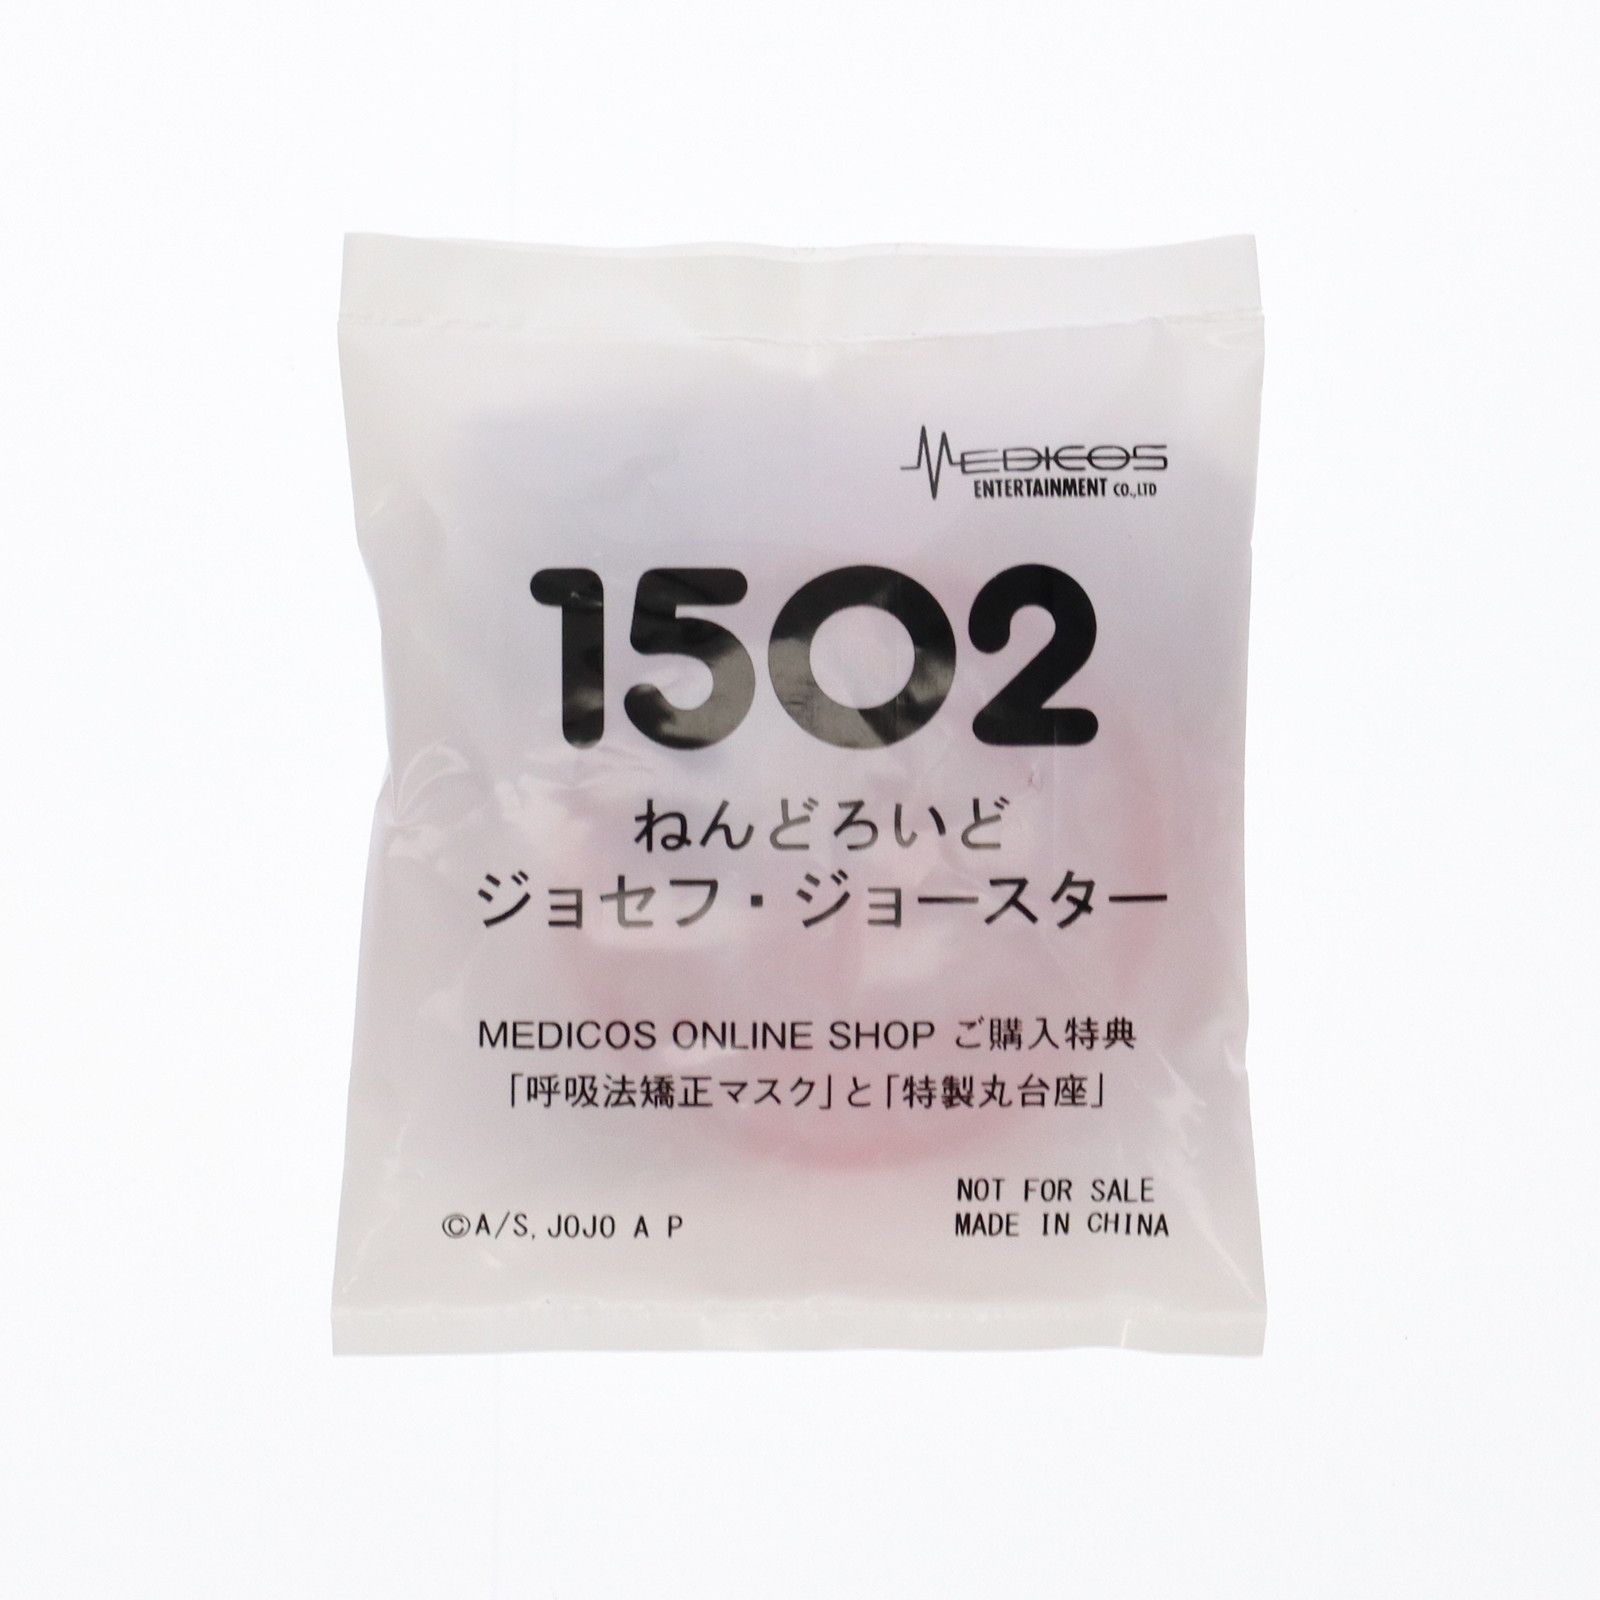 MEDICOS
ENTERTAINMENT CO.,LTD
1502
ねんどろいど
ジョセフ・ジョースター
MEDICOS ONLINE SHOP ご購入特典
「呼吸法矯正マスク」と「特製丸台座」
NOT FOR SALE
©A/S, JOJO A P
MADE IN CHINA